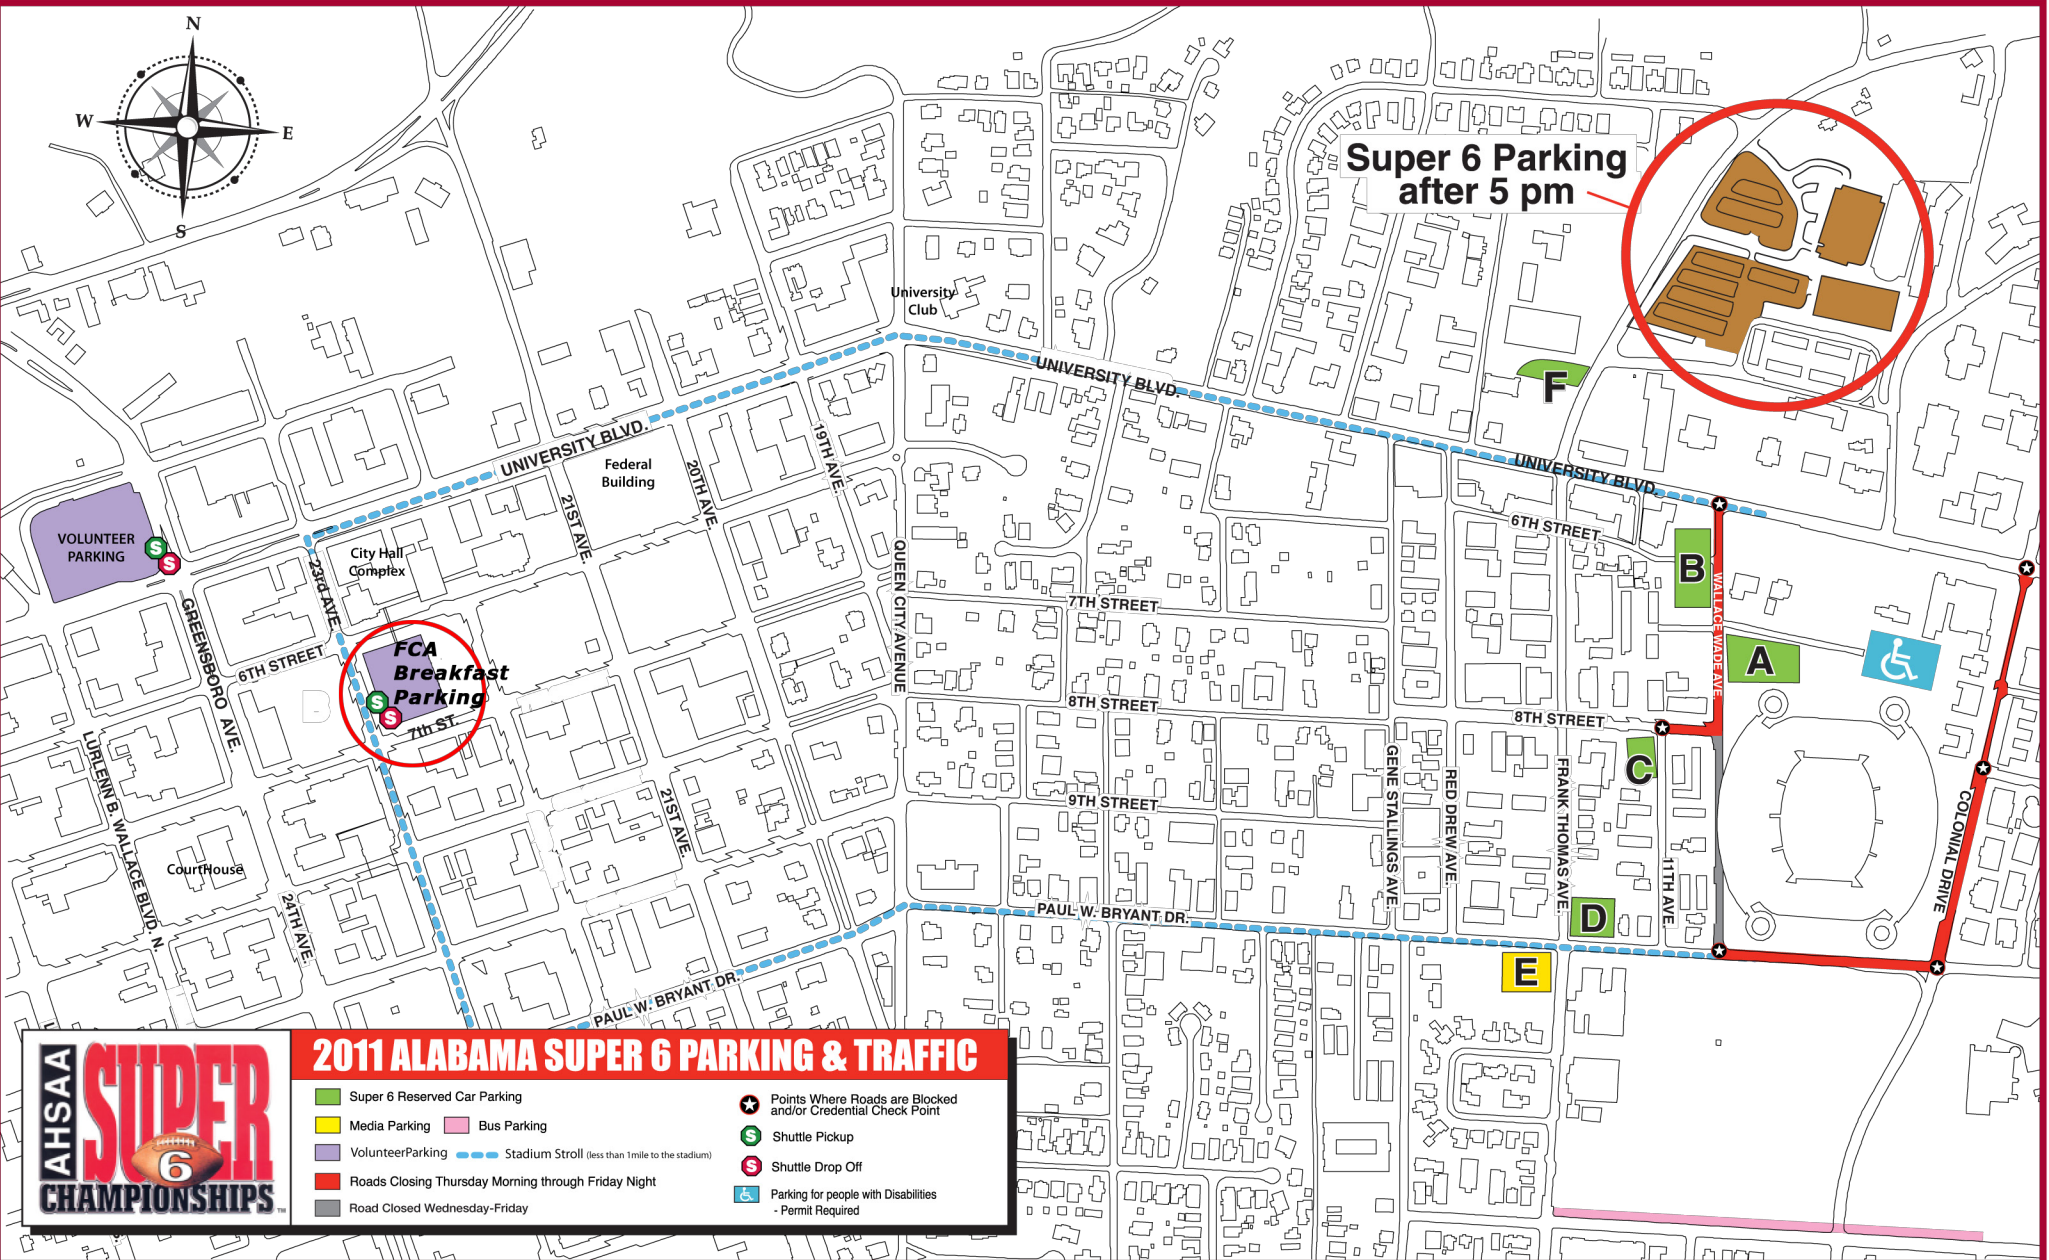 N
W
E
S
Super 6 Parking
after 5 pm
University
Club
UNIVERSITY BLVD.
F
UNIVERSITY BLVD.
Federal
Building
19TH AVE.
20TH AVE.
21ST AVE.
UNIVERSITY BLVD.
6TH STREET
VOLUNTEER
PARKING
S
S
City Hall
Complex
23rd AVE.
QUEEN CITY AVENUE
B
WALLACE WADE AVE
7TH STREET
GREENSBORO AVE.
6TH STREET
FCA
Breakfast
Parking
S
S
7th ST.
A
8TH STREET
8TH STREET
B
LURLENN B. WALLACE BLVD. N.
21ST AVE.
9TH STREET
GENE STALLINGS AVE.
RED DREW AVE.
FRANK THOMAS AVE.
C
11TH AVE.
COLONIAL DRIVE
CourtHouse
24TH AVE.
PAUL W. BRYANT DR.
D
E
PAUL W. BRYANT DR.
AHSAA
SUPER
6
CHAMPIONSHIPS
TM
2011 ALABAMA SUPER 6 PARKING & TRAFFIC
Super 6 Reserved Car Parking
Media Parking
Bus Parking
VolunteerParking
Stadium Stroll (less than 1mile to the stadium)
Roads Closing Thursday Morning through Friday Night
Road Closed Wednesday-Friday
Points Where Roads are Blocked
and/or Credential Check Point
S
Shuttle Pickup
S
Shuttle Drop Off
Parking for people with Disabilities
- Permit Required